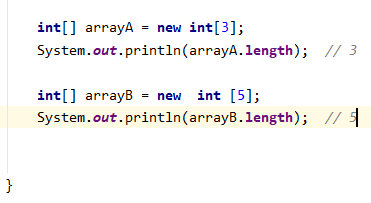 int[] arrayA = new int[3];
System.out.println(arrayA.length);  // 3
int[] arrayB = new  int [5];
System.out.println(arrayB.length);  // 5
}